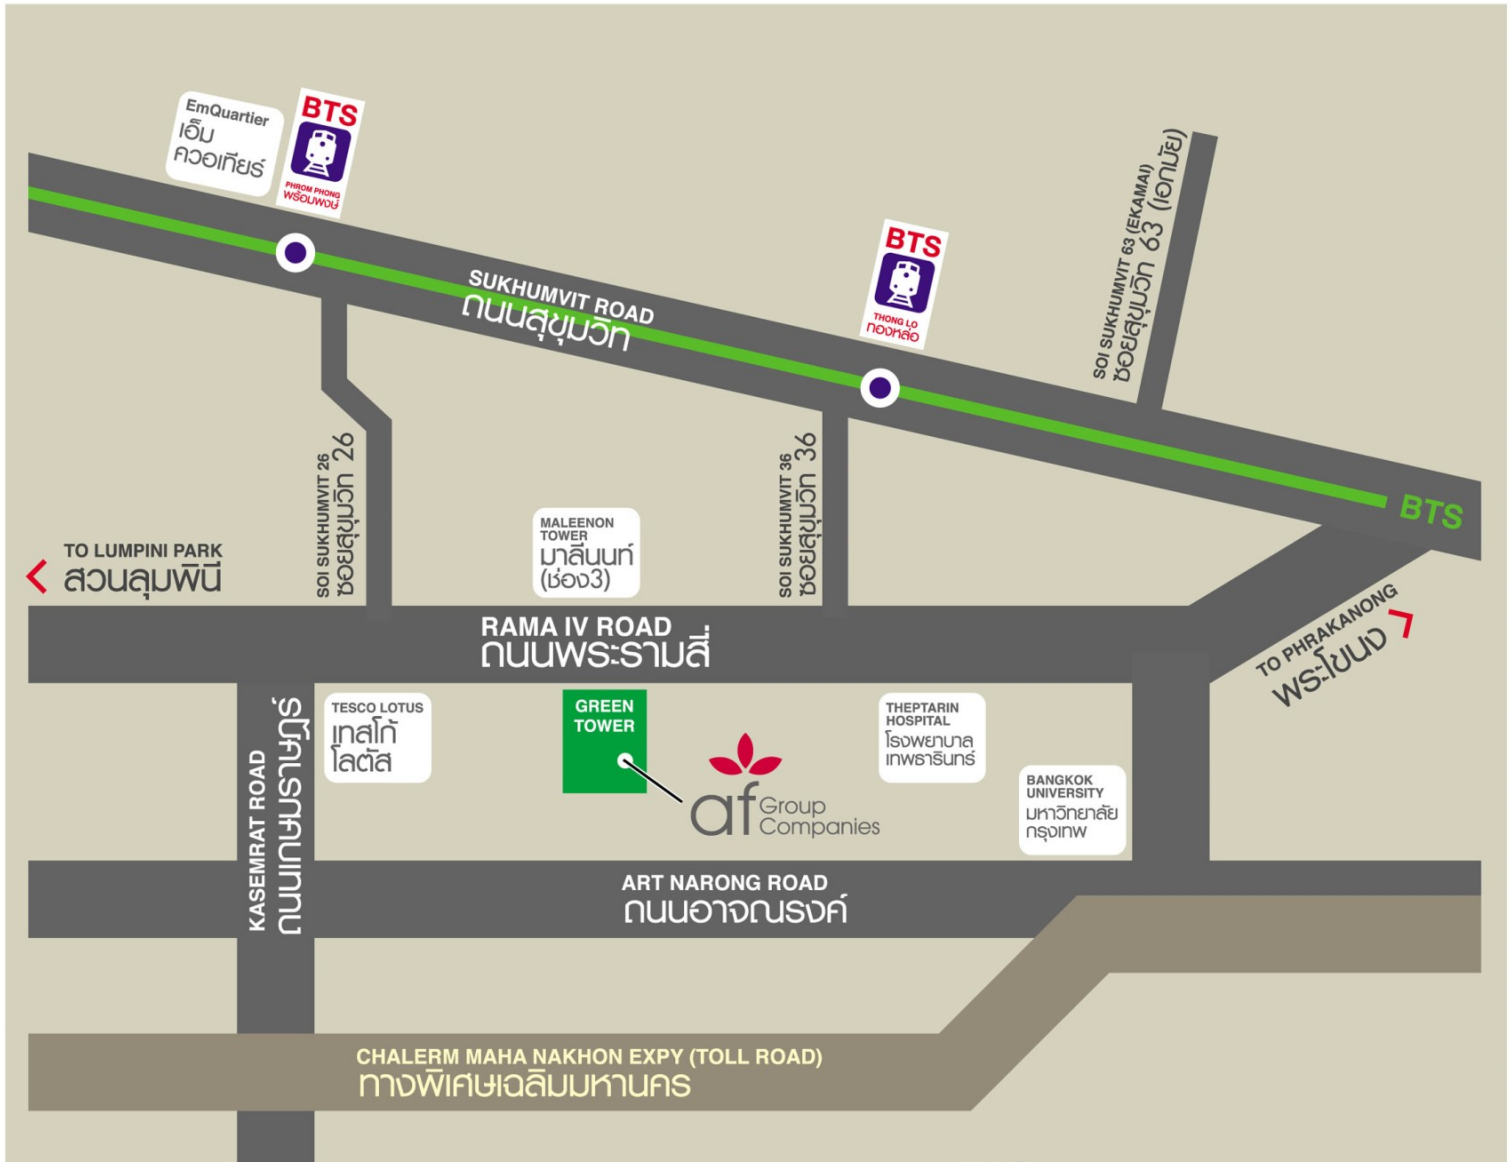 EmQuartier
เอ็ม
ควอเทียร์
BTS
PHROM PHONG
พร้อมพงษ์
SUKHUMVIT ROAD
ถนนสุขุมวิท
BTS
THONG LO
ทองหล่อ
SOI SUKHUMVIT 63 (EKAMAI)
ซอยสุขุมวิท 63 (เอกมัย)
BTS
SOI SUKHUMVIT 26
ซอยสุขุมวิท 26
MALEENON
TOWER
มาลีนนท์
(ช่อง3)
SOI SUKHUMVIT 36
ซอยสุขุมวิท 36
TO LUMPINI PARK
สวนลุมพินี
RAMA IV ROAD
ถนนพระรามสี่
TO PHRAKANONG
พระโขนง
KASEMRAT ROAD
ถนนเกษมราษฎร์
TESCO LOTUS
เทสโก้
โลตัส
GREEN
TOWER
af Group
Companies
THEPTARIN
HOSPITAL
โรงพยาบาล
เทพธารินทร์
BANGKOK
UNIVERSITY
มหาวิทยาลัย
กรุงเทพ
ART NARONG ROAD
ถนนอาจณรงค์
CHALERM MAHA NAKHON EXPY (TOLL ROAD)
ทางพิเศษเฉลิมมหานคร